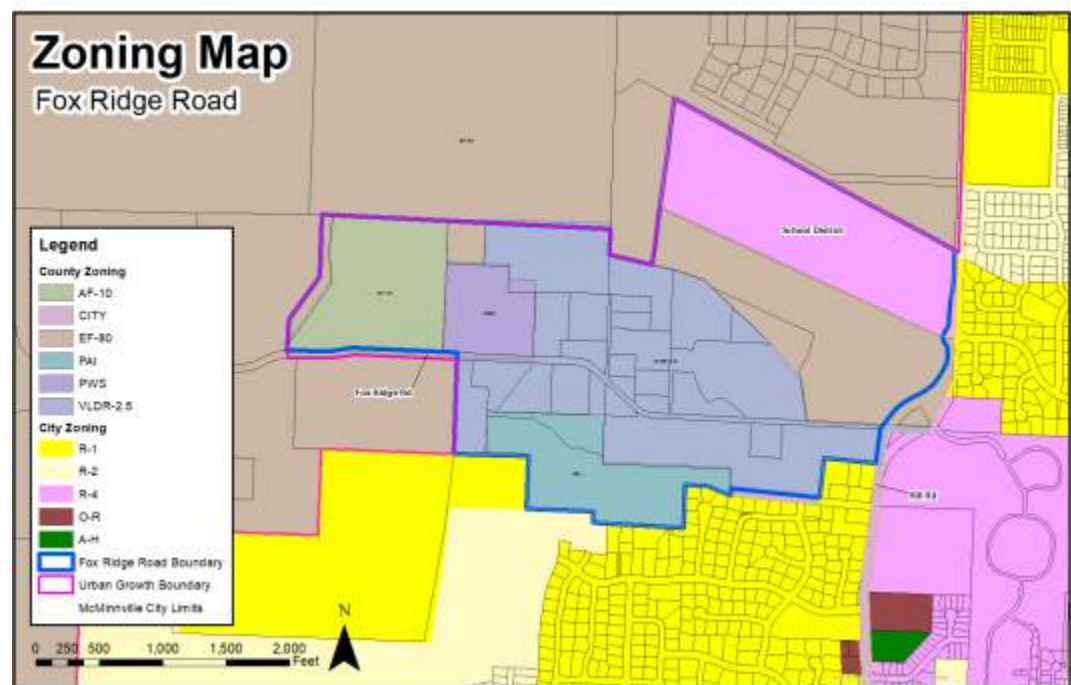 Zoning Map
Fox Ridge Road
School District
Legend
County Zoning
AF-10
CITY
EF-80
PAI
PWS
VLDR-2.5
City Zoning
R-1
R-2
R-4
O-R
A-H
Fox Ridge Road Boundary
Urban Growth Boundary
McMinnville City Limits
Fox Ridge Rd
Hill Rd
N
0 250 500 1,000 1,500 2,000
Feet